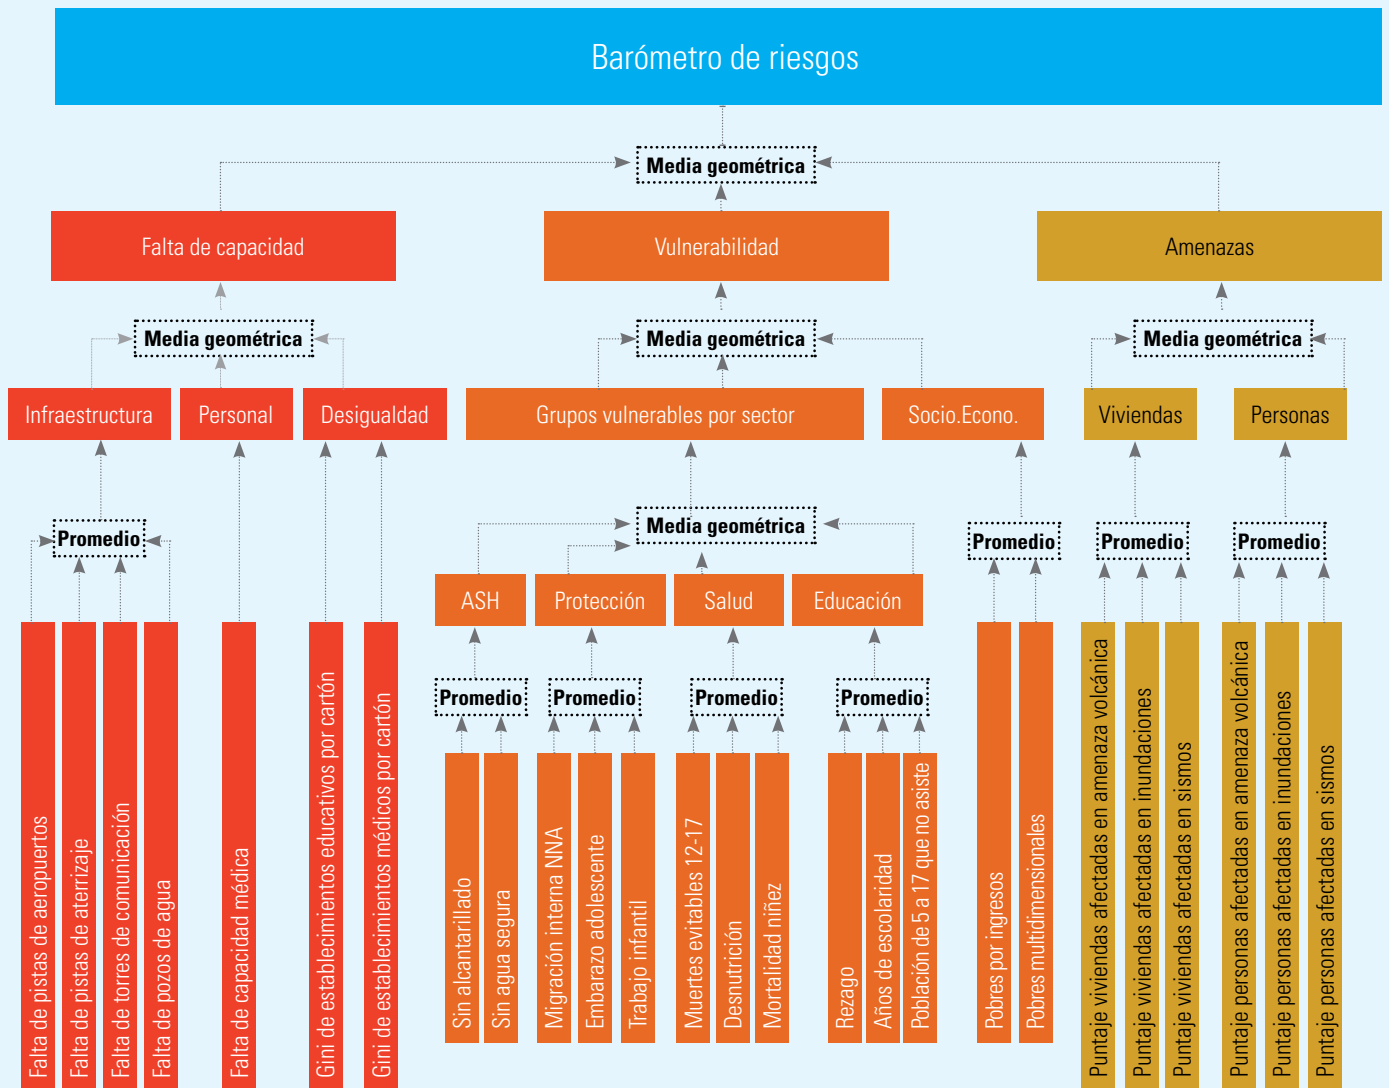 Barómetro de riesgos
Media geométrica
Falta de capacidad
Vulnerabilidad
Amenazas
Media geométrica
Media geométrica
Media geométrica
Infraestructura
Personal
Desigualdad
Grupos vulnerables por sector
Socio.Econo.
Viviendas
Personas
Promedio
Media geométrica
Promedio
Promedio
Promedio
ASH
Protección
Salud
Educación
Promedio
Promedio
Promedio
Promedio
Falta de pistas de aeropuertos
Falta de pistas de aterrizaje
Falta de torres de comunicación
Falta de pozos de agua
Falta de capacidad médica
Gini de establecimientos educativos por cartón
Gini de establecimientos médicos por cartón
Sin alcantarillado
Sin agua segura
Migración interna NNA
Embarazo adolescente
Trabajo infantil
Muertes evitables 12-17
Desnutrición
Mortalidad niñez
Rezago
Años de escolaridad
Población de 5 a 17 que no asiste
Pobres por ingresos
Pobres multidimensionales
Puntaje viviendas afectadas en amenaza volcánica
Puntaje viviendas afectadas en inundaciones
Puntaje viviendas afectadas en sismos
Puntaje personas afectadas en amenaza volcánica
Puntaje personas afectadas en inundaciones
Puntaje personas afectadas en sismos